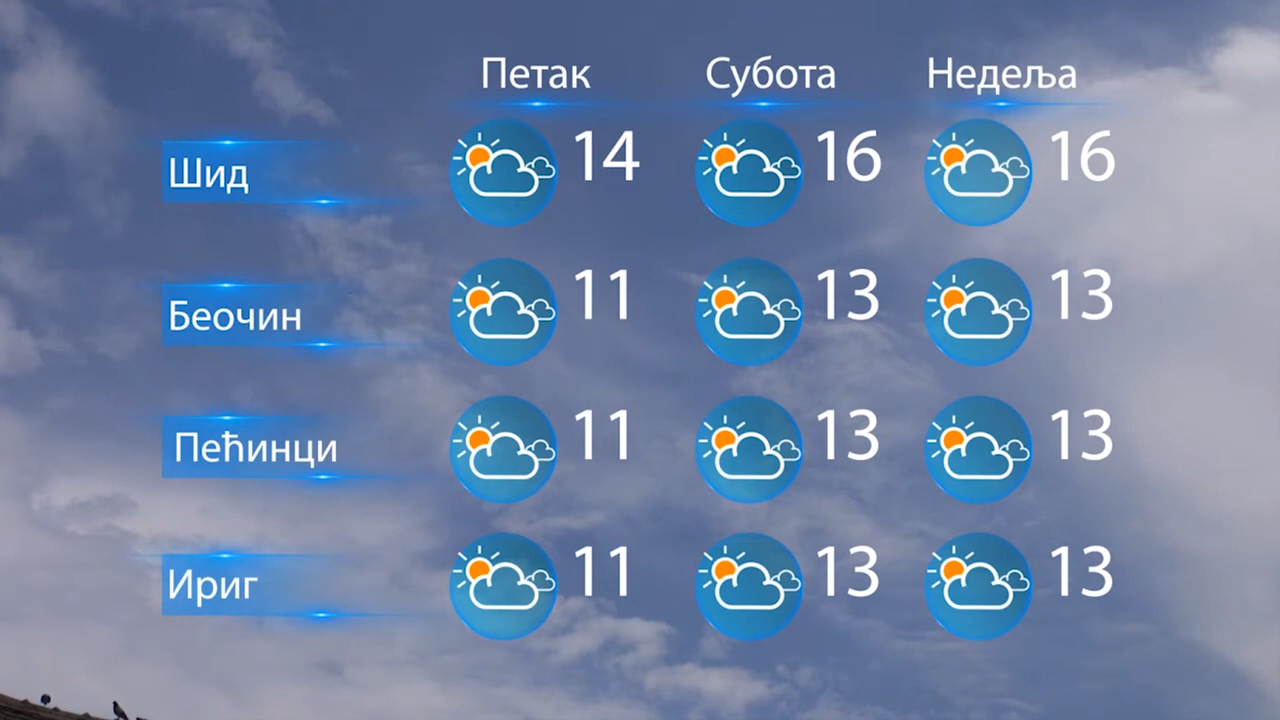 Петак Субота Недеља
Шид 14 16 16
Беочин 11 13 13
Пећинци 11 13 13
Ириг 11 13 13